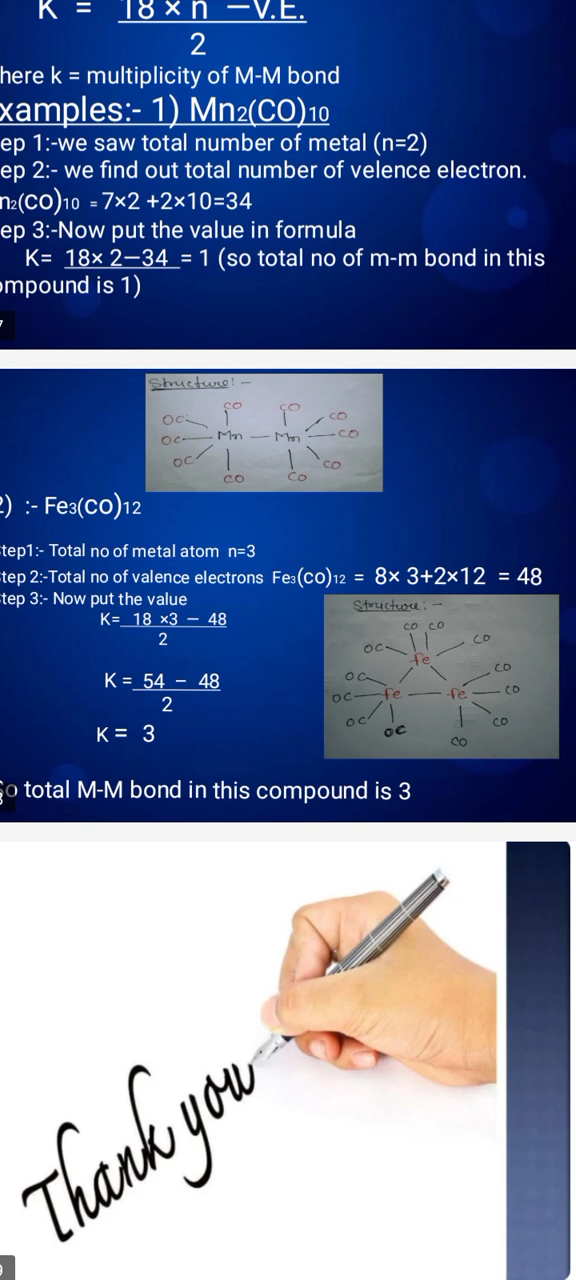 K = 18 × n – V.E.
2
here k = multiplicity of M-M bond
xamples:- 1) Mn2(CO)10
ep 1:-we saw total number of metal (n=2)
ep 2:- we find out total number of velence electron.
n2(CO)10 = 7×2 +2×10=34
ep 3:-Now put the value in formula
K= 18× 2–34 = 1 (so total no of m-m bond in this
ompound is 1)
7
Structure! -
CO CO
OC CO
OC Mn Mn CO
OC CO
CO CO
2) :- Fe3(CO)12
Step1:- Total no of metal atom n=3
Step 2:-Total no of valence electrons Fe3(co)12 = 8× 3+2×12 = 48
Step 3:- Now put the value
K= 18 ×3 – 48
2
K = 54 – 48
2
K = 3
Structure: -
CO CO
OC CO
fe
OC CO
OC fe fe CO
OC CO
OC
CO
So total M-M bond in this compound is 3
Thank you
9